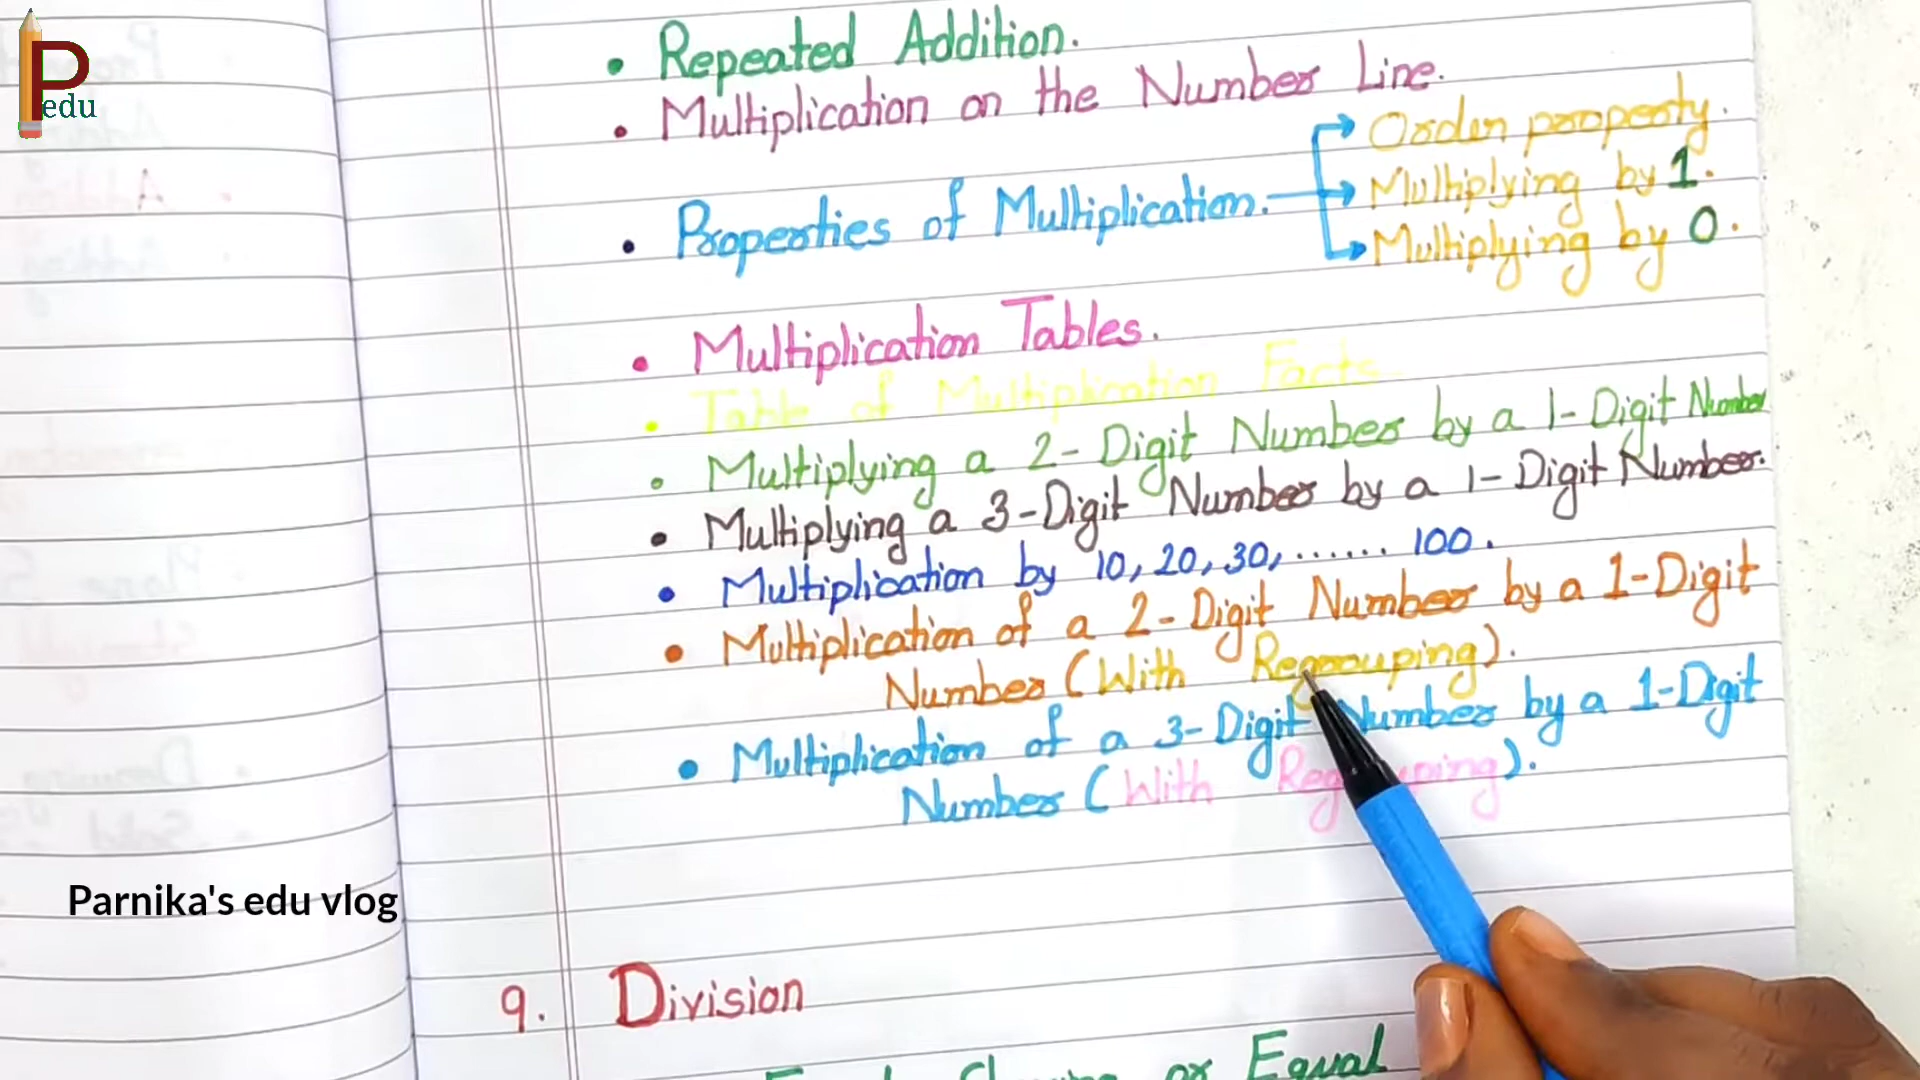 P
edu
• Repeated Addition.
• Multiplication on the Number Line.
Order property.
• Properties of Multiplication.
Multiplying by 1.
Multiplying by 0.
• Multiplication Tables.
• Table of Multiplication Facts
• Multiplying a 2-Digit Number by a 1-Digit Number
• Multiplying a 3-Digit Number by a 1-Digit Number.
• Multiplication by 10, 20, 30, ...... 100.
• Multiplication of a 2-Digit Number by a 1-Digit
Number (With Regrouping).
• Multiplication of a 3-Digit Number by a 1-Digit
Number (With Regrouping).
Parnika's edu vlog
9. Division
or Equal